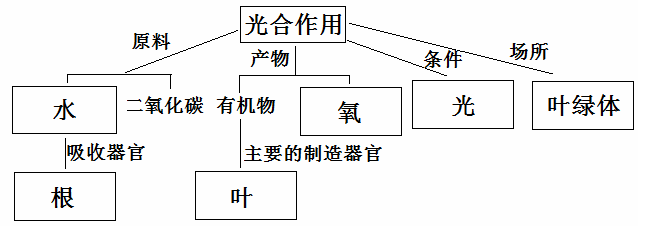 光合作用
原料
产物
条件
场所
水
二氧化碳
有机物
氧
光
叶绿体
吸收器官
主要的制造器官
根
叶